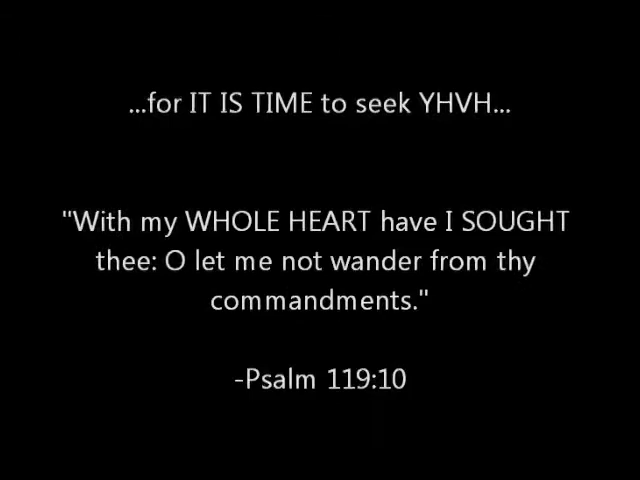 ...for IT IS TIME to seek YHVH...
"With my WHOLE HEART have I SOUGHT
thee: O let me not wander from thy
commandments."
-Psalm 119:10